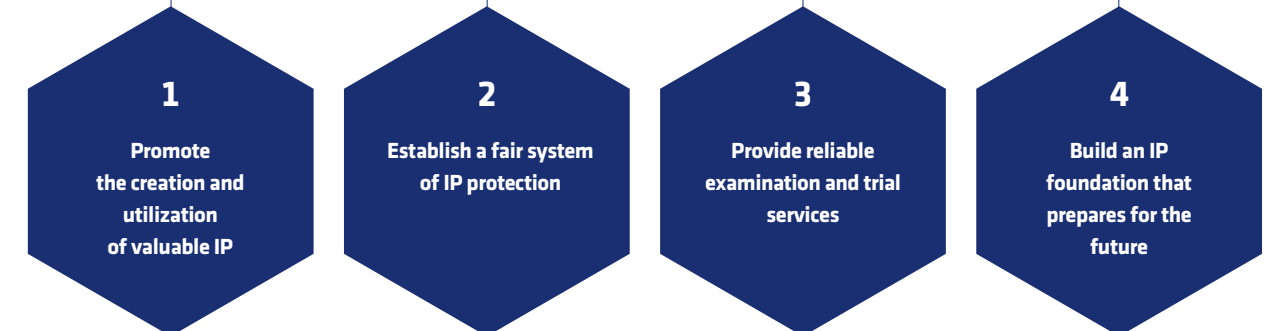 1
Promote
the creation and
utilization
of valuable IP
2
Establish a fair system
of IP protection
3
Provide reliable
examination and trial
services
4
Build an IP
foundation that
prepares for the
future